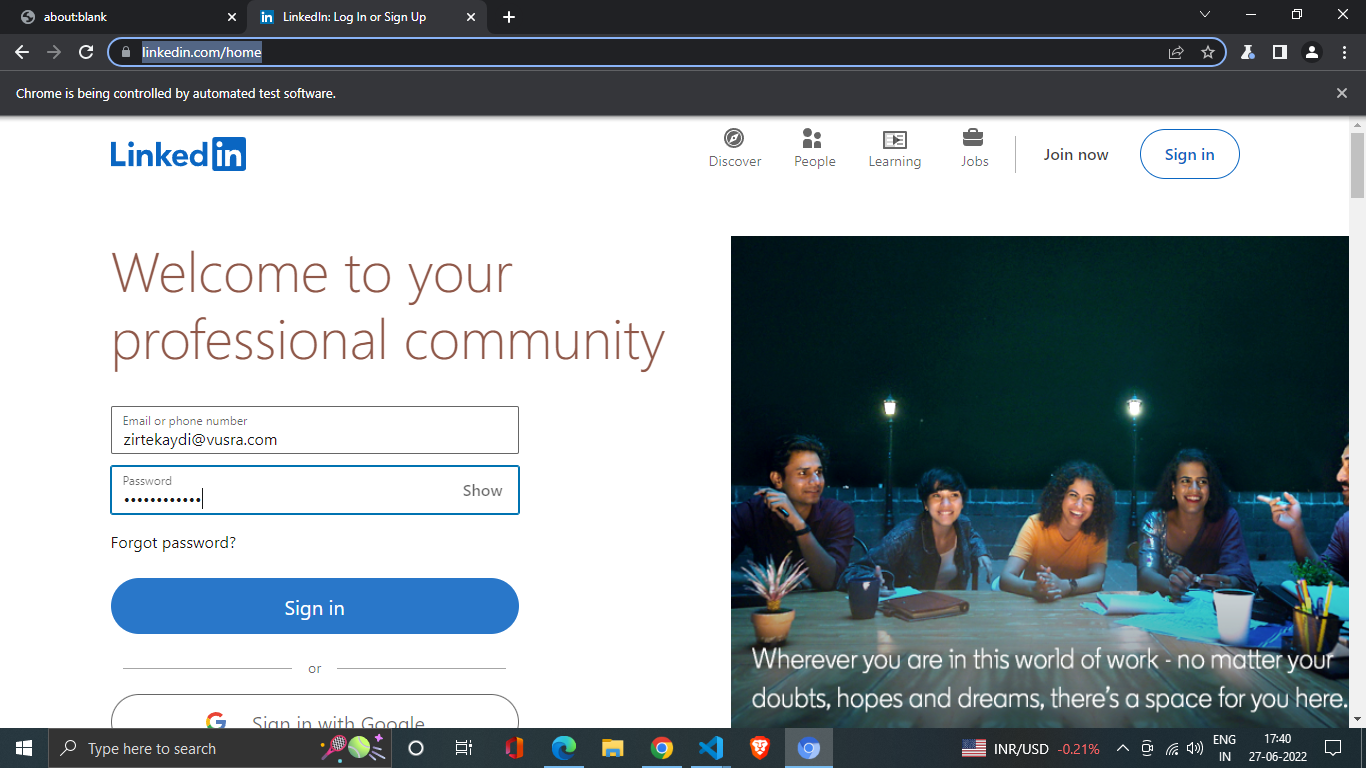 about:blank
LinkedIn: Log In or Sign Up
linkedin.com/home
Chrome is being controlled by automated test software.
Linked in
Discover
People
Learning
Jobs
Join now
Sign in
Welcome to your
professional community
Email or phone number
zirtekaydi@vusra.com
Password
••••••••••••
Show
Forgot password?
Sign in
or
Sign in with Google
Wherever you are in this world of work - no matter your
doubts, hopes and dreams, there's a space for you here.
Type here to search
INR/USD -0.21%
ENG
IN
17:40
27-06-2022